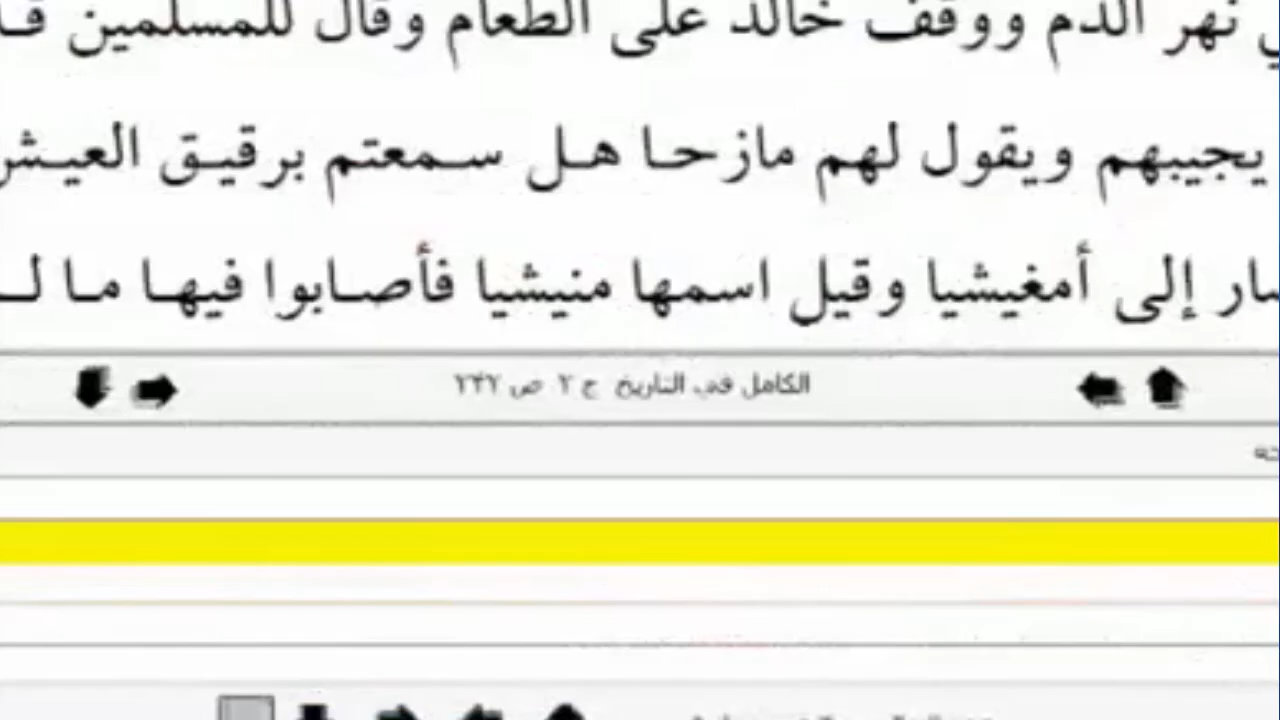 نهر الدم ووقف خالد على الطعام وقال للمسلمين
يجيبهم ويقول لهم مازحا هل سمعتم برقيق العيش
إلى أمغيشيا وقيل اسمها منيشيا فأصابوا فيها ما
الكامل في التاريخ ج ٢ ص ٢٤٢